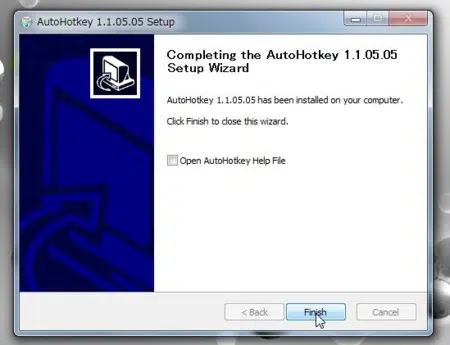 AutoHotkey 1.1.05.05 Setup
Completing the AutoHotkey 1.1.05.05
Setup Wizard
AutoHotkey 1.1.05.05 has been installed on your computer.
Click Finish to close this wizard.
Open AutoHotkey Help File
< Back
Finish
Cancel